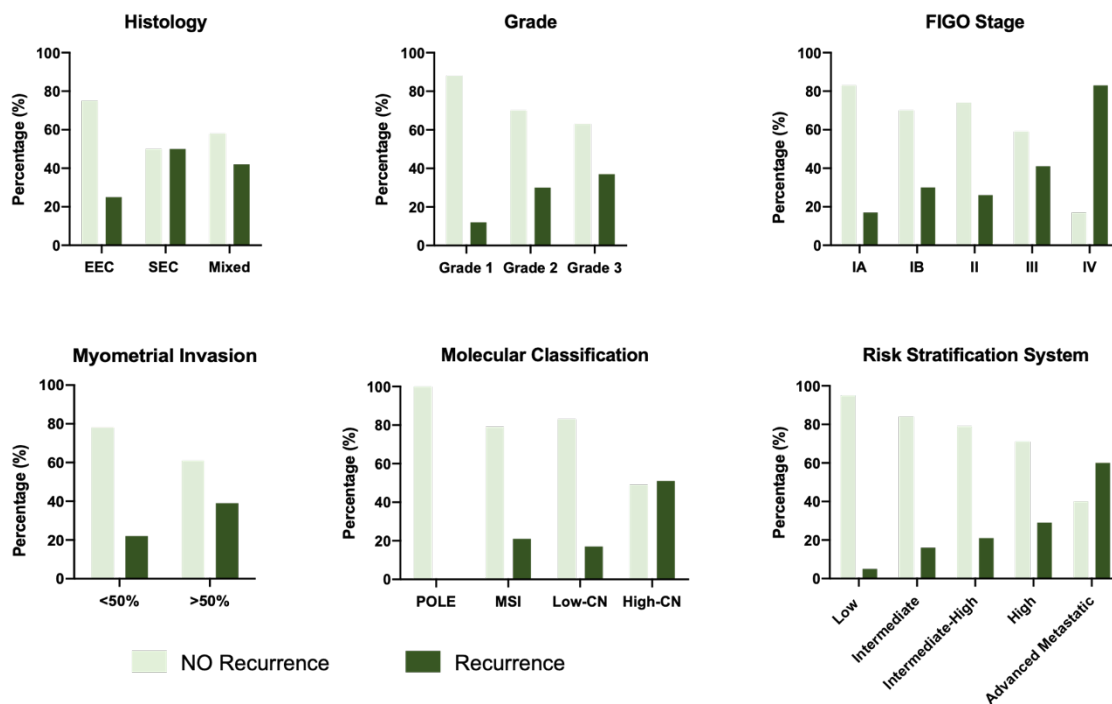 Histology
Percentage (%)
100
80
60
40
20
0
EEC SEC Mixed
Grade
Percentage (%)
100
80
60
40
20
0
Grade 1 Grade 2 Grade 3
FIGO Stage
Percentage (%)
100
80
60
40
20
0
IA IB II III IV
Myometrial Invasion
Percentage (%)
100
80
60
40
20
0
<50% >50%
Molecular Classification
Percentage (%)
100
80
60
40
20
0
POLE MSI Low-CN High-CN
Risk Stratification System
Percentage (%)
100
80
60
40
20
0
Low
Intermediate
Intermediate-High
High
Advanced Metastatic
NO Recurrence
Recurrence